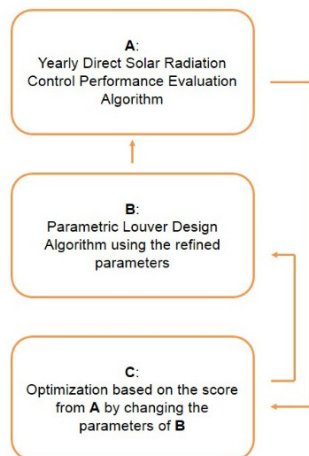 A:
Yearly Direct Solar Radiation
Control Performance Evaluation
Algorithm
B:
Parametric Louver Design
Algorithm using the refined
parameters
C:
Optimization based on the score
from A by changing the
parameters of B